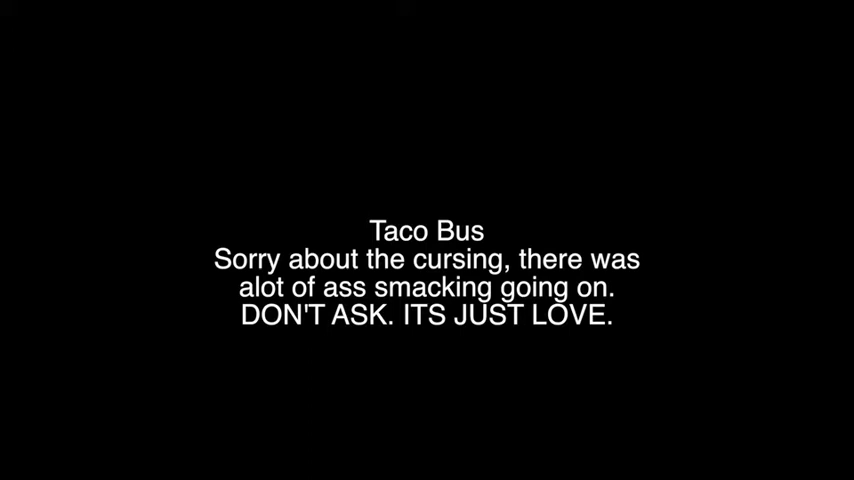 Taco Bus
Sorry about the cursing, there was
alot of ass smacking going on.
DON'T ASK. ITS JUST LOVE.